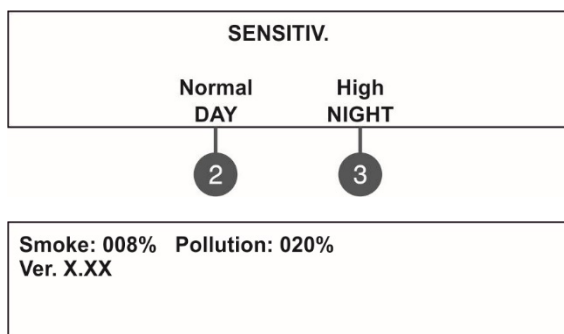 SENSITIV.
Normal High
DAY NIGHT
2 3
Smoke: 008% Pollution: 020%
Ver. X.XX